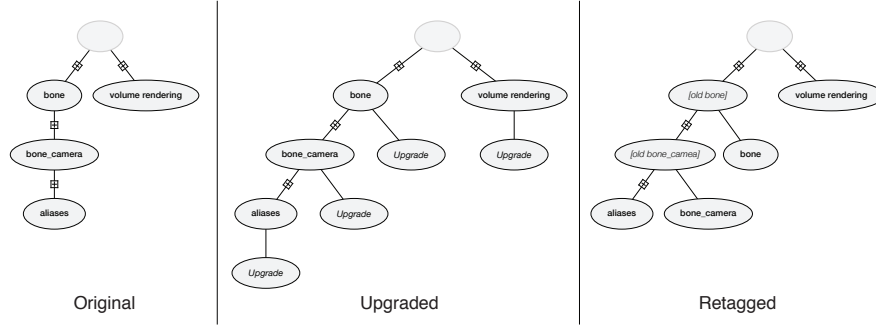 bone
volume rendering
bone_camera
aliases
Original
bone
volume rendering
bone_camera
Upgrade
Upgrade
aliases
Upgrade
Upgrade
Upgraded
[old bone]
volume rendering
[old bone_camea]
bone
aliases
bone_camera
Retagged